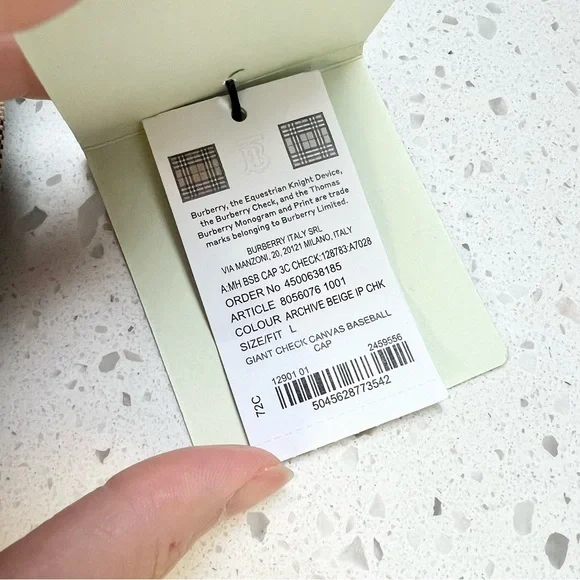 Burberry, the Equestrian Knight Device,
the Burberry Check, and the Thomas
Burberry Monogram and Print are trade
marks belonging to Burberry Limited.
BURBERRY ITALY SRL
VIA MANZONI, 20, 20121 MILANO, ITALY
A:MH BSB CAP 3C CHECK:128783:A7028
ORDER No 4500638185
ARTICLE 8056076 1001
COLOUR ARCHIVE BEIGE IP CHK
SIZE/FIT L
GIANT CHECK CANVAS BASEBALL
CAP
12901 01 2459556
72C
5045628773542